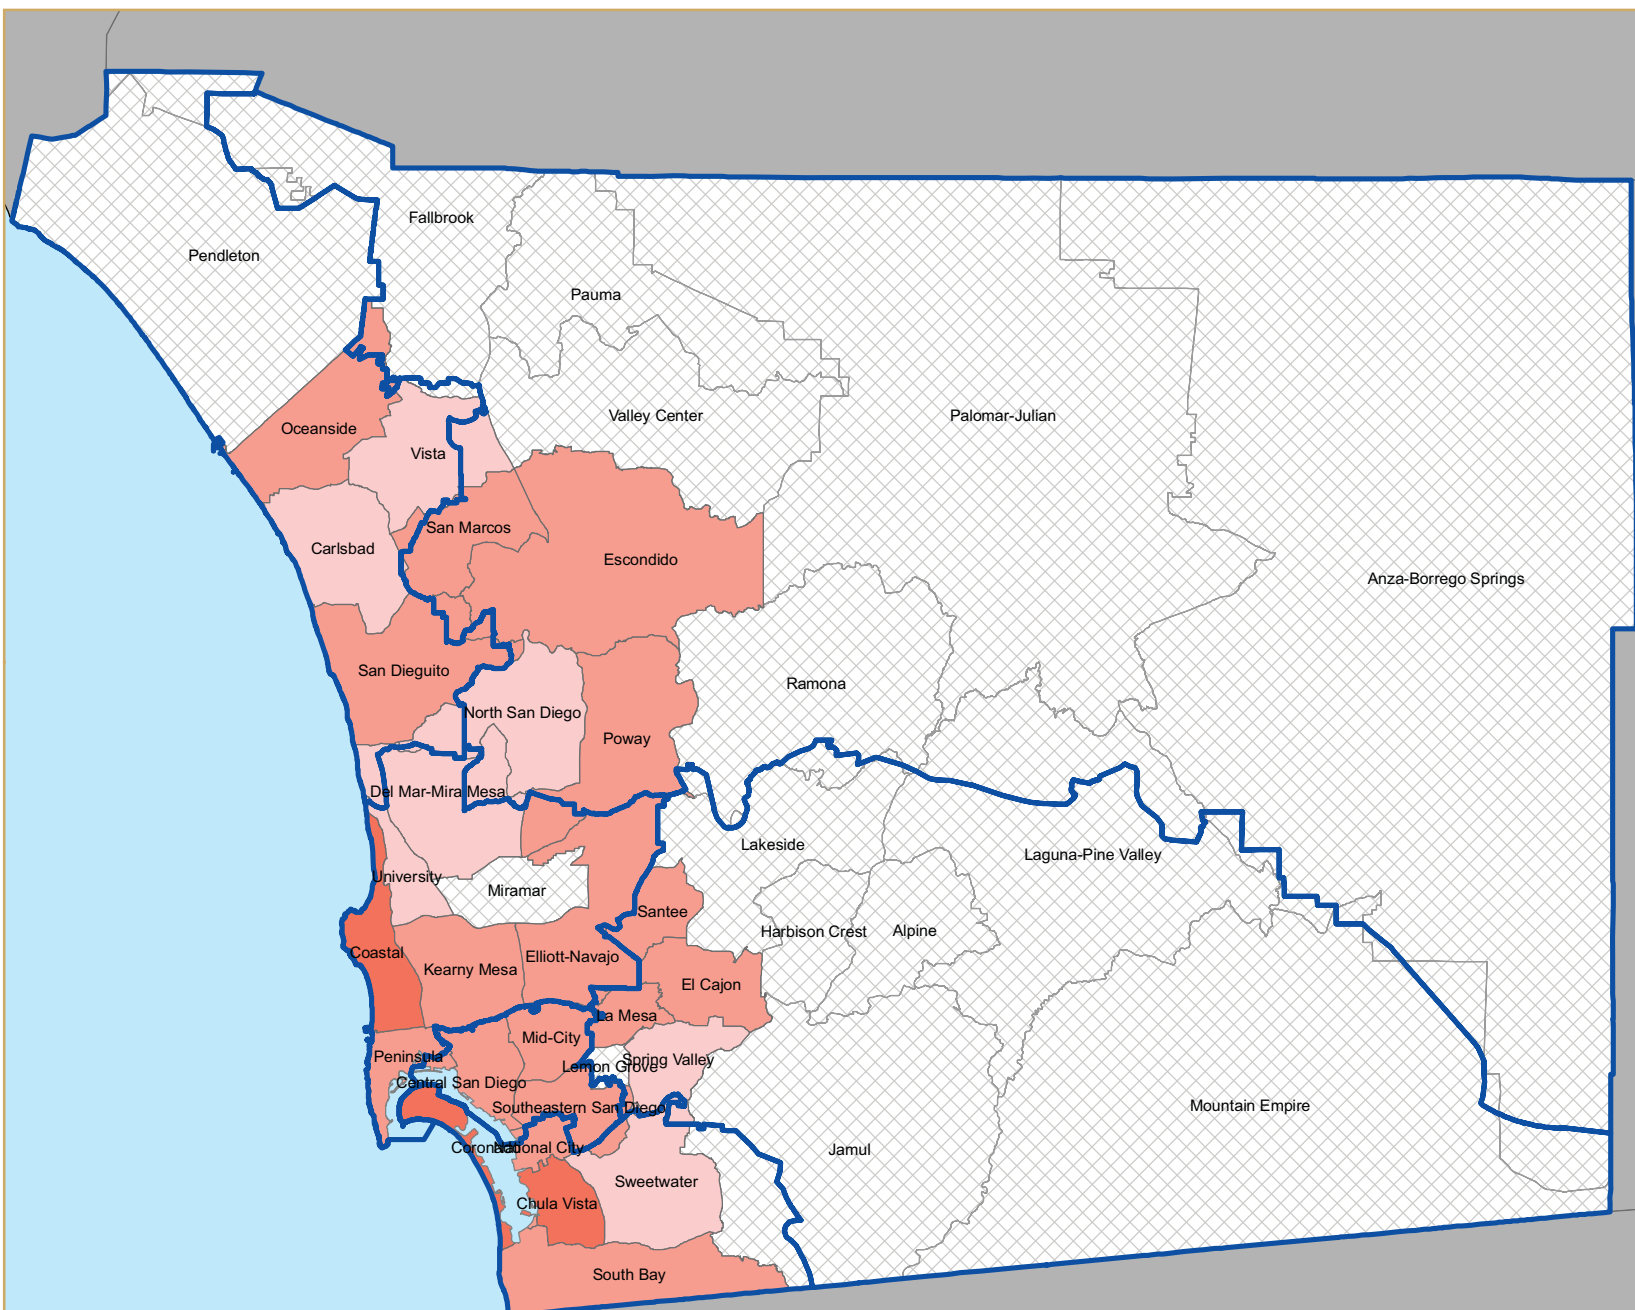 Fallbrook
Pendleton
Pauma
Valley Center
Palomar-Julian
Oceanside
Vista
San Marcos
Carlsbad
Escondido
Anza-Borrego Springs
San Dieguito
Ramona
North San Diego
Poway
Del Mar-Mira Mesa
Lakeside
Laguna-Pine Valley
University
Miramar
Santee
Harbison Crest
Alpine
Coastal
Elliott-Navajo
Kearny Mesa
El Cajon
La Mesa
Mid-City
Peninsula
Lemon Grove
Spring Valley
Central San Diego
Southeastern San Diego
Mountain Empire
Coronado
National City
Jamul
Sweetwater
Chula Vista
South Bay